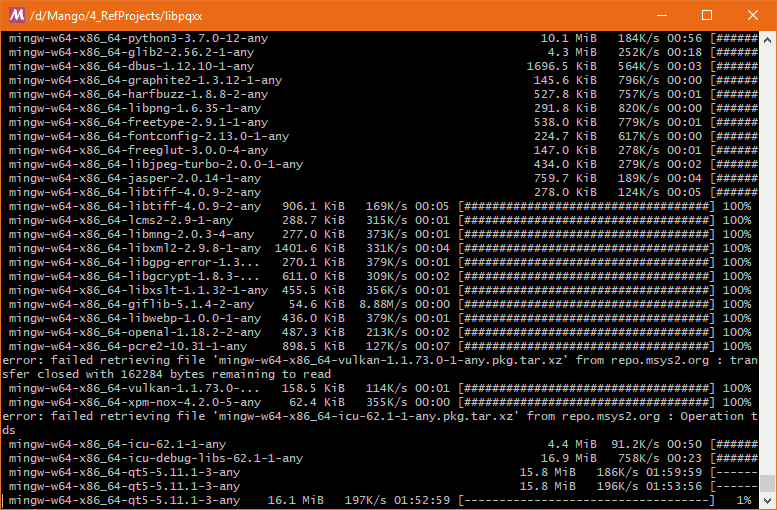 /d/Mango/4_RefProjects/libpqxx
mingw-w64-x86_64-python3-3.7.0-12-any 10.1 MiB 184K/s 00:56 [######
mingw-w64-x86_64-glib2-2.56.2-1-any 4.3 MiB 252K/s 00:18 [######
mingw-w64-x86_64-dbus-1.12.10-1-any 1696.5 KiB 564K/s 00:03 [######
mingw-w64-x86_64-graphite2-1.3.12-1-any 145.6 KiB 796K/s 00:00 [######
mingw-w64-x86_64-harfbuzz-1.8.8-2-any 527.8 KiB 757K/s 00:01 [######
mingw-w64-x86_64-libpng-1.6.35-1-any 291.8 KiB 820K/s 00:00 [######
mingw-w64-x86_64-freetype-2.9.1-1-any 538.0 KiB 779K/s 00:01 [######
mingw-w64-x86_64-fontconfig-2.13.0-1-any 224.7 KiB 617K/s 00:00 [######
mingw-w64-x86_64-freeglut-3.0.0-4-any 147.0 KiB 278K/s 00:01 [######
mingw-w64-x86_64-libjpeg-turbo-2.0.0-1-any 434.0 KiB 279K/s 00:02 [######
mingw-w64-x86_64-jasper-2.0.14-1-any 759.7 KiB 189K/s 00:04 [######
mingw-w64-x86_64-libtiff-4.0.9-2-any 278.0 KiB 124K/s 00:05 [######
mingw-w64-x86_64-libtiff-4.0.9-2-any 906.1 KiB 169K/s 00:05 [###################################] 100%
mingw-w64-x86_64-lcms2-2.9-1-any 288.7 KiB 315K/s 00:01 [###################################] 100%
mingw-w64-x86_64-libmng-2.0.3-4-any 277.0 KiB 373K/s 00:01 [###################################] 100%
mingw-w64-x86_64-libxml2-2.9.8-1-any 1401.6 KiB 331K/s 00:04 [###################################] 100%
mingw-w64-x86_64-libgpg-error-1.3... 270.1 KiB 379K/s 00:01 [###################################] 100%
mingw-w64-x86_64-libgcrypt-1.8.3-... 611.0 KiB 309K/s 00:02 [###################################] 100%
mingw-w64-x86_64-libxslt-1.1.32-1-any 455.5 KiB 356K/s 00:01 [###################################] 100%
mingw-w64-x86_64-giflib-5.1.4-2-any 54.6 KiB 8.88M/s 00:00 [###################################] 100%
mingw-w64-x86_64-libwebp-1.0.0-1-any 436.0 KiB 379K/s 00:01 [###################################] 100%
mingw-w64-x86_64-openal-1.18.2-2-any 487.3 KiB 213K/s 00:02 [###################################] 100%
mingw-w64-x86_64-pcre2-10.31-1-any 898.5 KiB 127K/s 00:07 [###################################] 100%
error: failed retrieving file 'mingw-w64-x86_64-vulkan-1.1.73.0-1-any.pkg.tar.xz' from repo.msys2.org : tran
sfer closed with 162284 bytes remaining to read
mingw-w64-x86_64-vulkan-1.1.73.0-... 158.5 KiB 114K/s 00:01 [###################################] 100%
mingw-w64-x86_64-xpm-nox-4.2.0-5-any 62.4 KiB 355K/s 00:00 [###################################] 100%
error: failed retrieving file 'mingw-w64-x86_64-icu-62.1-1-any.pkg.tar.xz' from repo.msys2.org : Operation t
ds
mingw-w64-x86_64-icu-62.1-1-any 4.4 MiB 91.2K/s 00:50 [######
mingw-w64-x86_64-icu-debug-libs-62.1-1-any 16.9 MiB 758K/s 00:23 [######
mingw-w64-x86_64-qt5-5.11.1-3-any 15.8 MiB 186K/s 01:59:59 [------
mingw-w64-x86_64-qt5-5.11.1-3-any 15.8 MiB 196K/s 01:53:56 [------
mingw-w64-x86_64-qt5-5.11.1-3-any 16.1 MiB 197K/s 01:52:59 [-----------------------------------] 1%